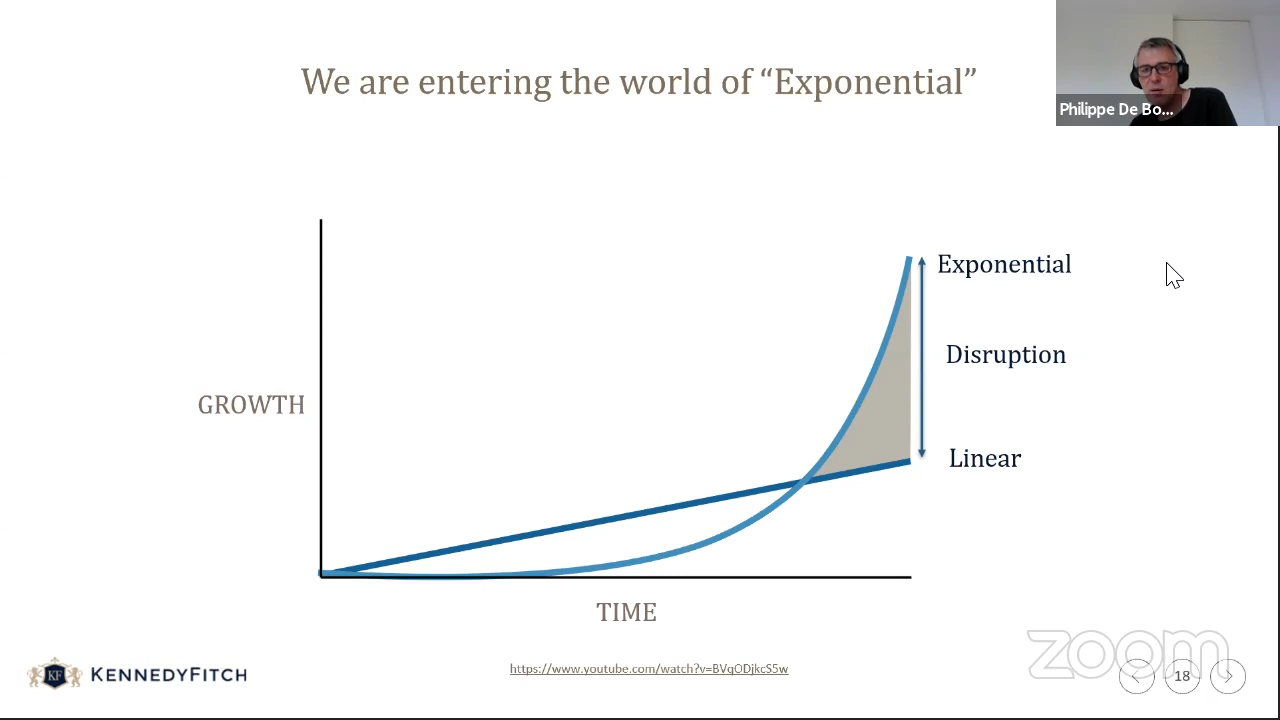 We are entering the world of “Exponential”
Philippe De Bo...
Exponential
Disruption
Linear
GROWTH
TIME
KF
KENNEDYFITCH
https://www.youtube.com/watch?v=BVqODjkcS5w
zoom
18